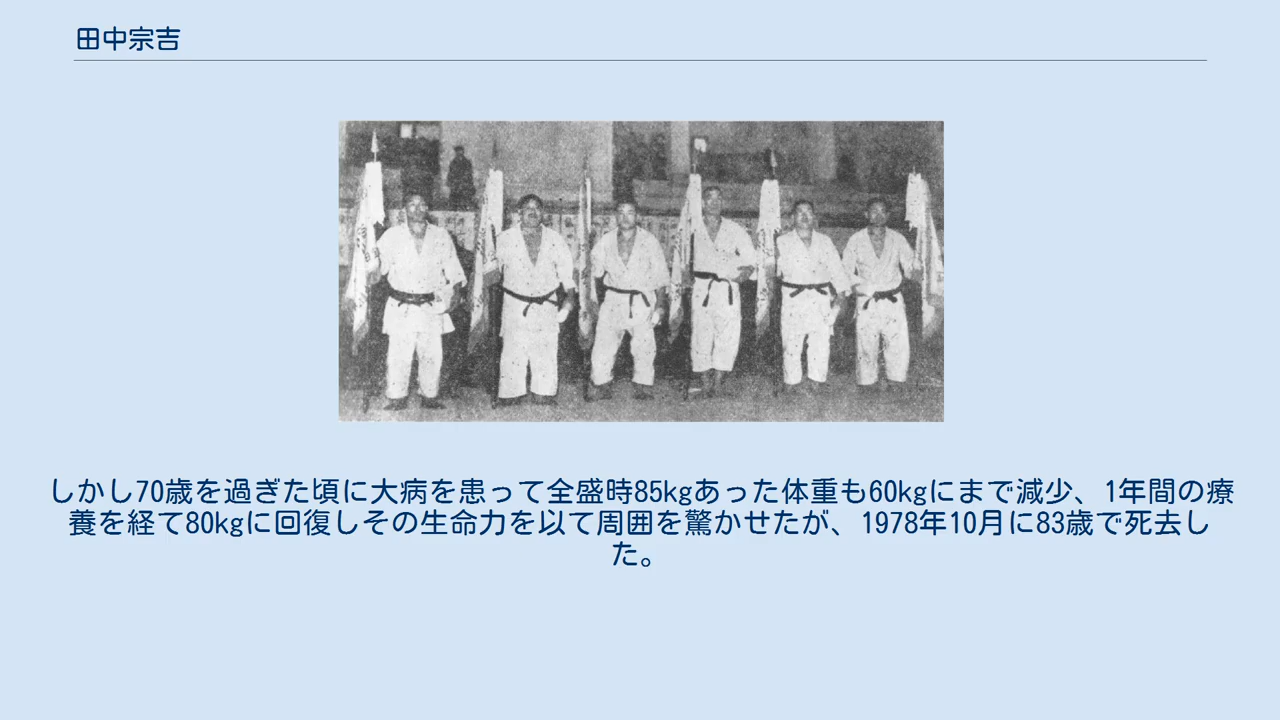 田中宗吉
しかし70歳を過ぎた頃に大病を患って全盛時85kgあった体重も60kgにまで減少、1年間の療
養を経て80kgに回復しその生命力を以て周囲を驚かせたが、1978年10月に83歳で死去し
た。